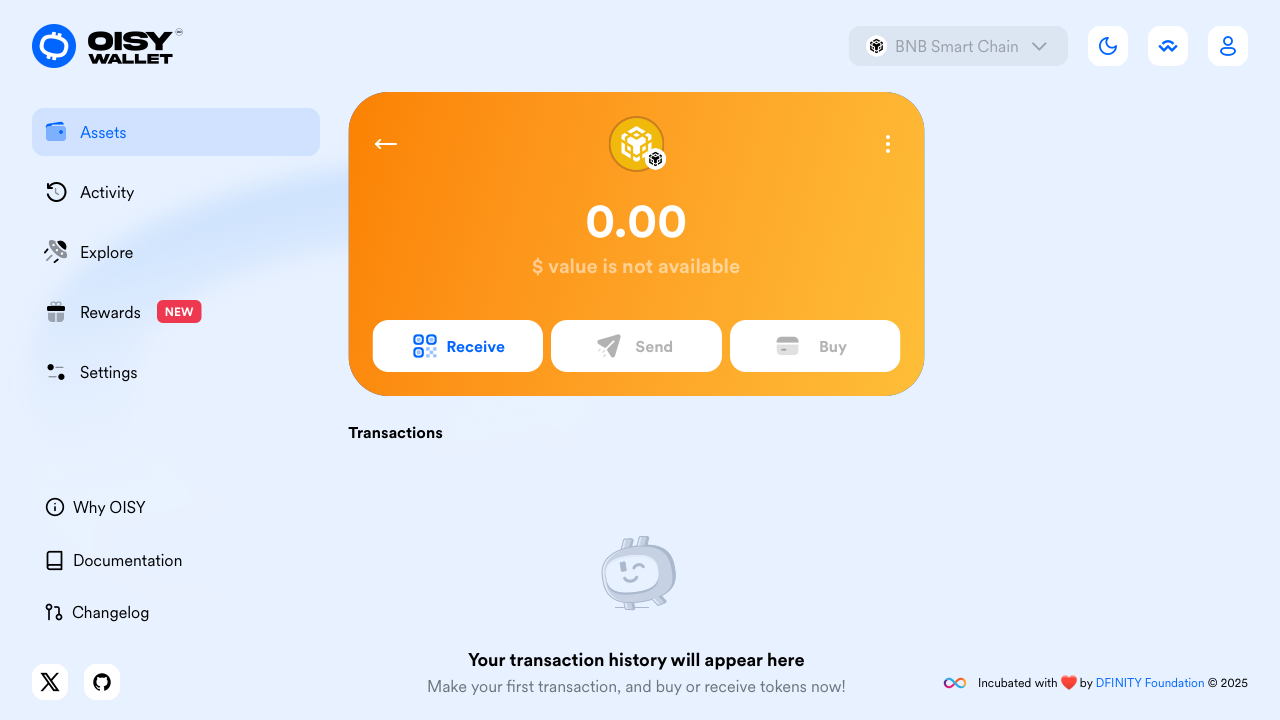 OISY
WALLET
BNB Smart Chain
Assets
Activity
Explore
Rewards NEW
Settings
Why OISY
Documentation
Changelog
0.00
$ value is not available
Receive
Send
Buy
Transactions
Your transaction history will appear here
Make your first transaction, and buy or receive tokens now!
Incubated with ❤️ by DFINITY Foundation © 2025